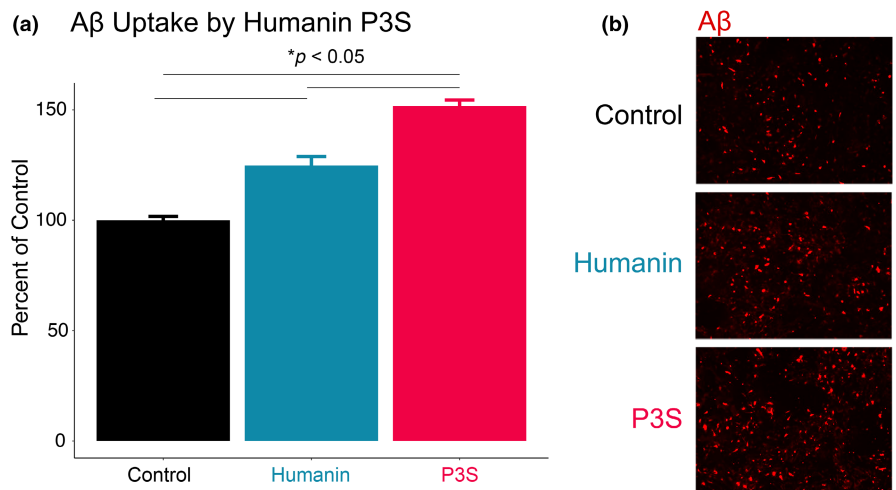 (a) Aβ Uptake by Humanin P3S
*p < 0.05
Percent of Control
150
100
50
0
Control Humanin P3S
(b) Aβ
Control
Humanin
P3S